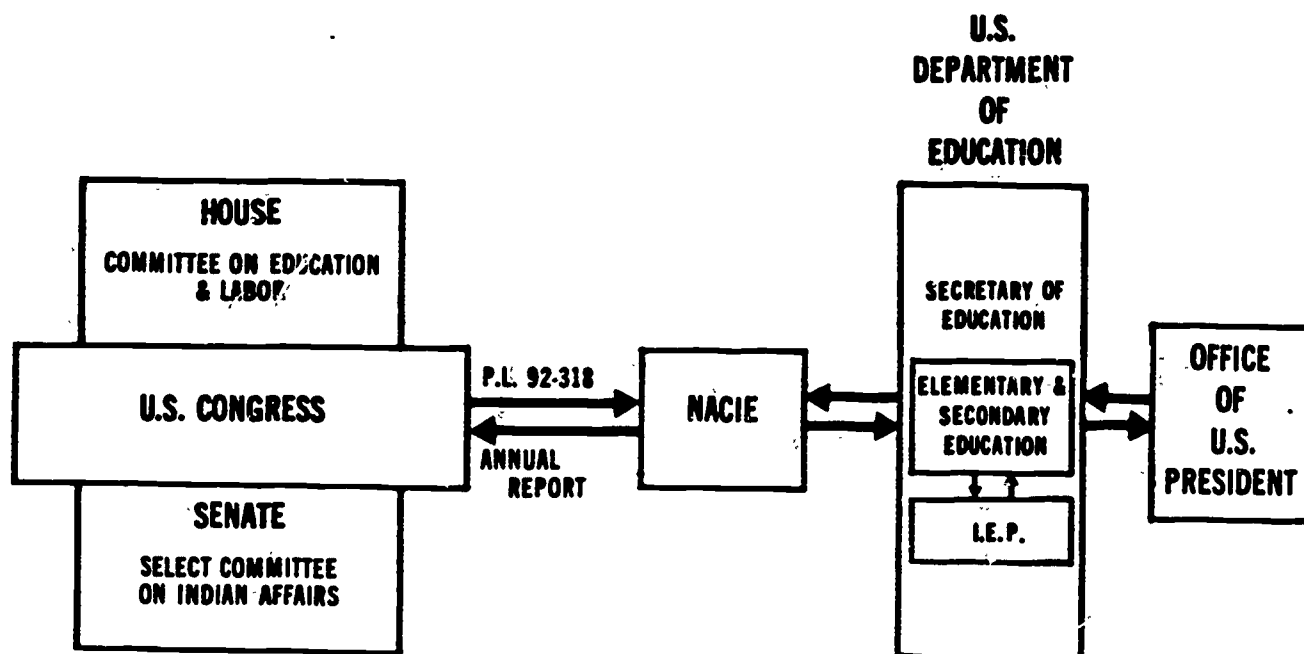 U.S.
DEPARTMENT
OF
EDUCATION
HOUSE
COMMITTEE ON EDUCATION
& LABOR
U.S. CONGRESS
SENATE
SELECT COMMITTEE
ON INDIAN AFFAIRS
P.L. 92-318
ANNUAL
REPORT
NACIE
SECRETARY OF
EDUCATION
ELEMENTARY &
SECONDARY
EDUCATION
I.E.P.
OFFICE
OF
U.S.
PRESIDENT